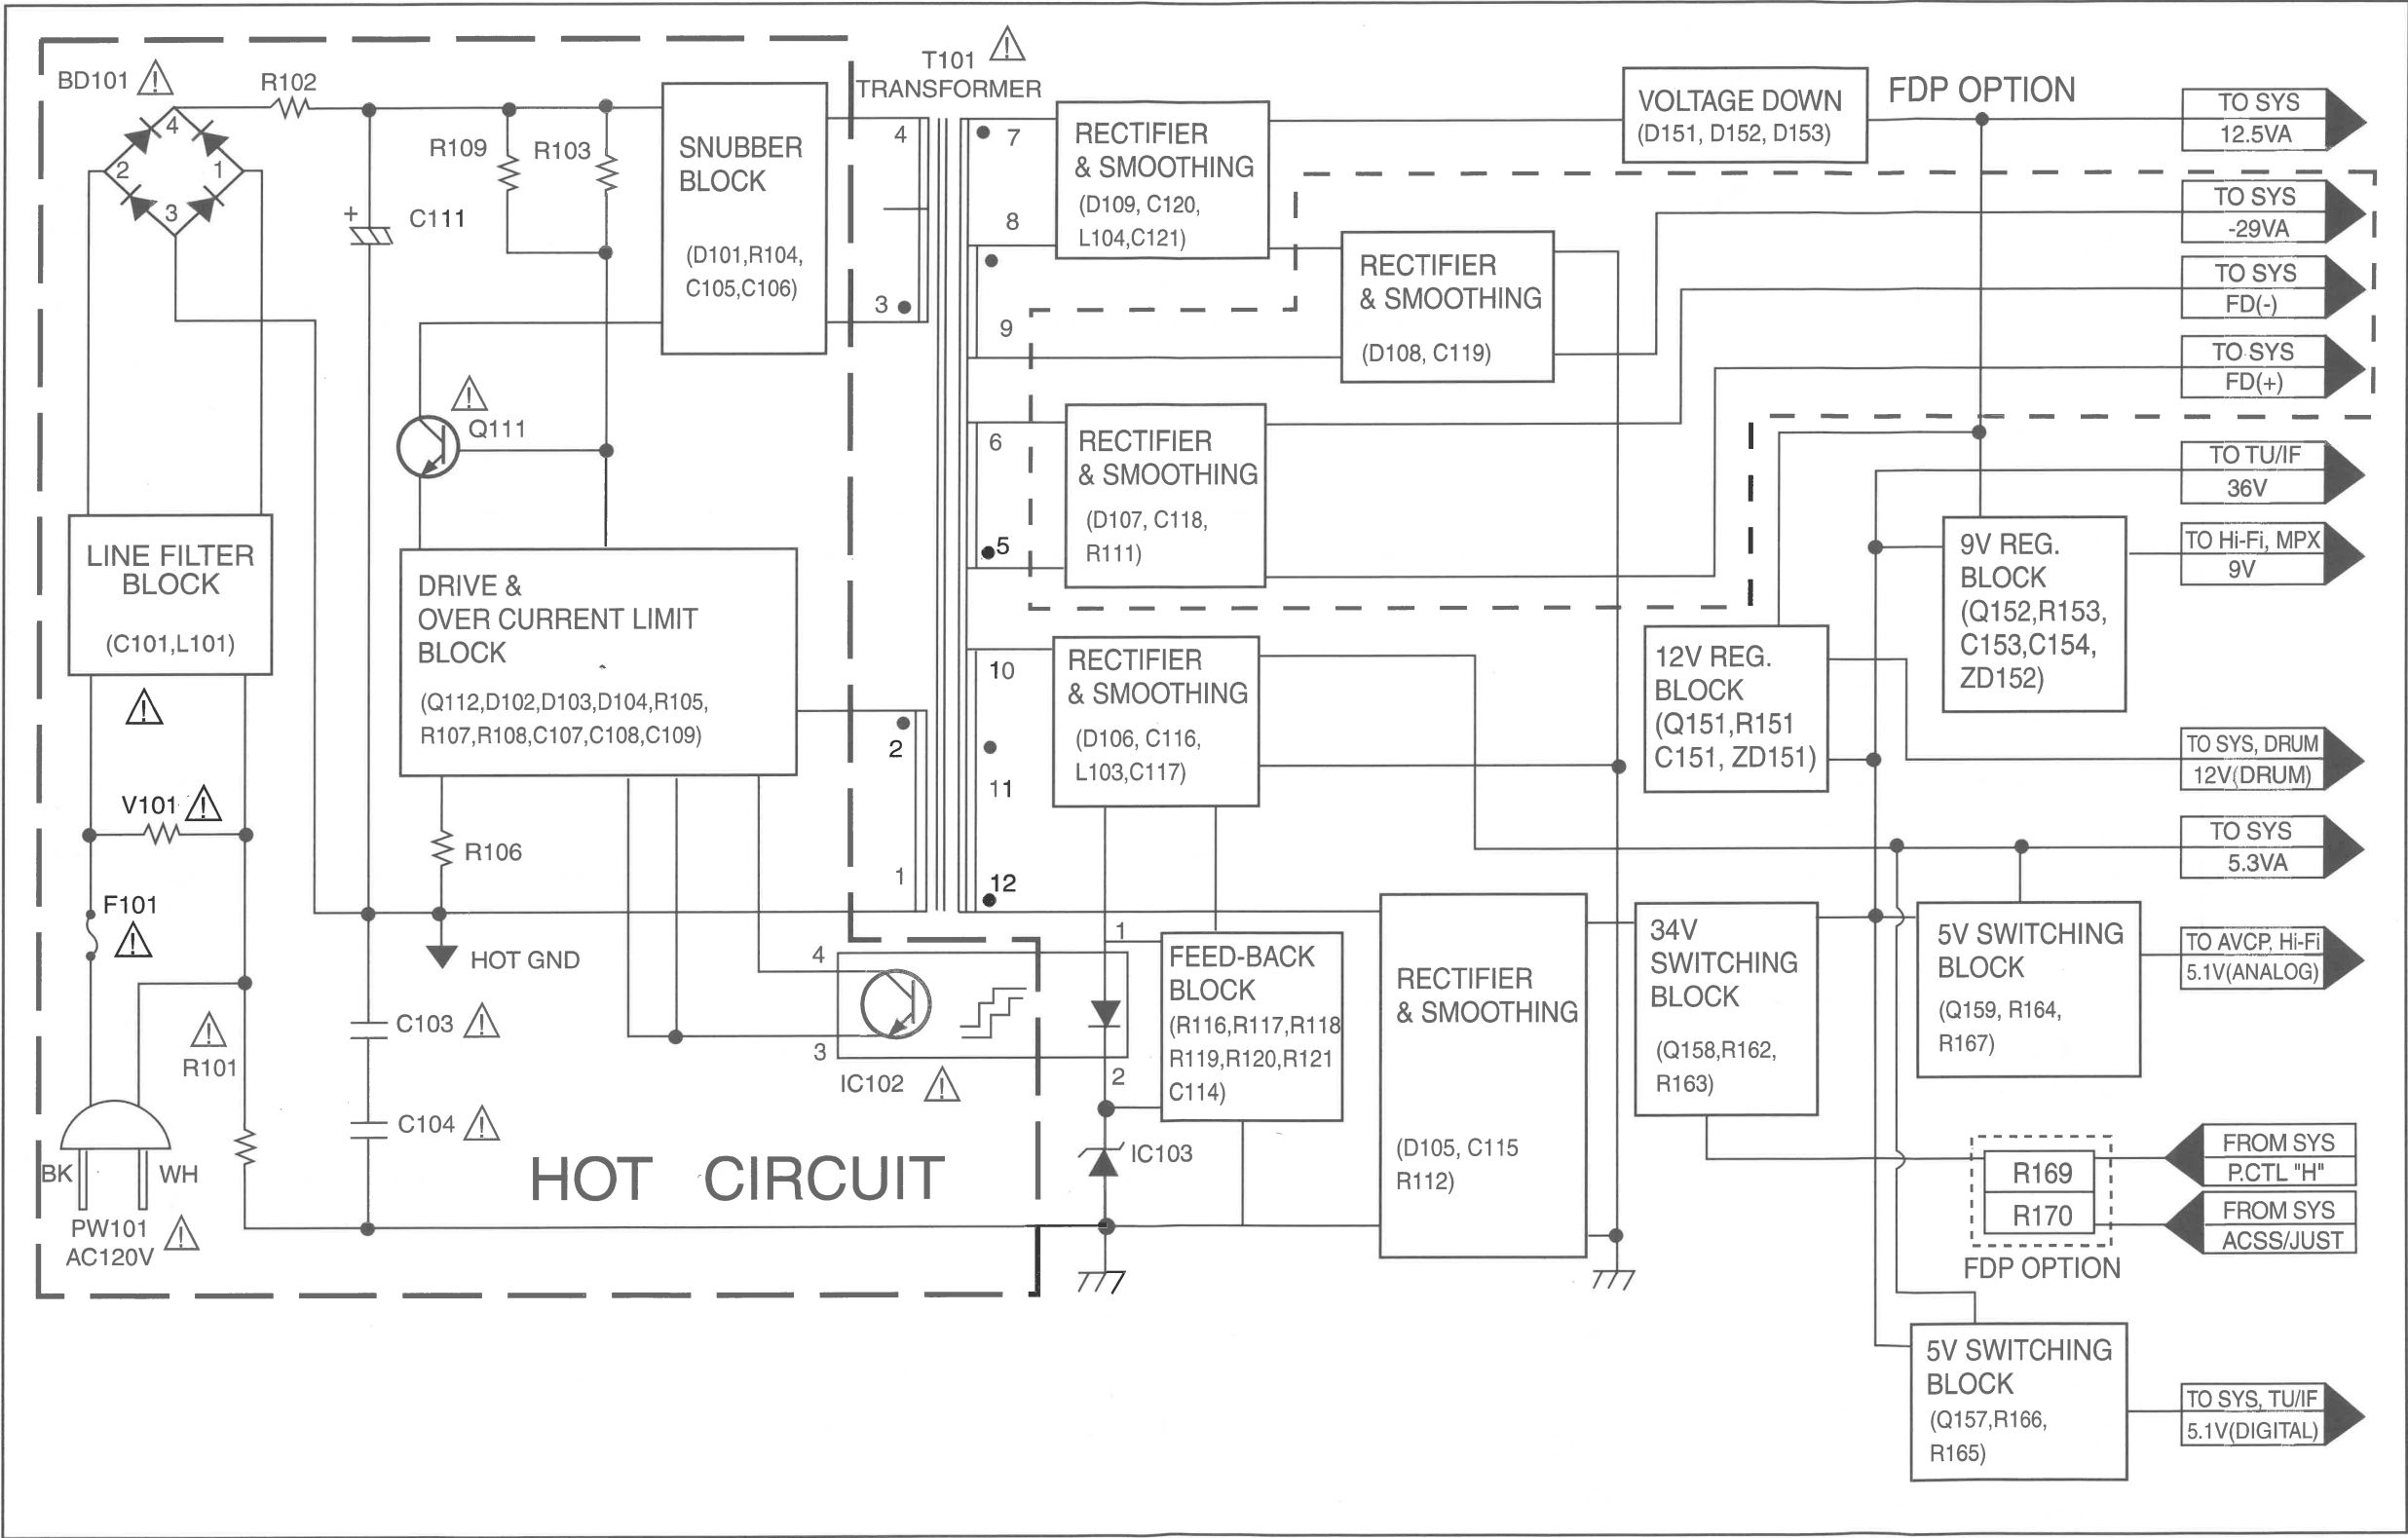 BD101
R102
T101
TRANSFORMER
4
2
1
3
R109
R103
+
C111
SNUBBER
BLOCK
(D101,R104,
C105,C106)
4
3
7
8
9
RECTIFIER
& SMOOTHING
(D109, C120,
L104,C121)
VOLTAGE DOWN
(D151, D152, D153)
FDP OPTION
TO SYS
12.5VA
TO SYS
-29VA
TO SYS
FD(-)
TO SYS
FD(+)
RECTIFIER
& SMOOTHING
(D108, C119)
Q111
6
5
RECTIFIER
& SMOOTHING
(D107, C118,
R111)
TO TU/IF
36V
TO Hi-Fi, MPX
9V
9V REG.
BLOCK
(Q152,R153,
C153,C154,
ZD152)
LINE FILTER
BLOCK
(C101,L101)
DRIVE &
OVER CURRENT LIMIT
BLOCK
(Q112,D102,D103,D104,R105,
R107,R108,C107,C108,C109)
2
1
10
11
12
RECTIFIER
& SMOOTHING
(D106, C116,
L103,C117)
12V REG.
BLOCK
(Q151,R151
C151, ZD151)
TO SYS, DRUM
12V(DRUM)
TO SYS
5.3VA
V101
R106
F101
HOT GND
4
3
1
2
IC102
FEED-BACK
BLOCK
(R116,R117,R118
R119,R120,R121
C114)
RECTIFIER
& SMOOTHING
(D105, C115
R112)
34V
SWITCHING
BLOCK
(Q158,R162,
R163)
5V SWITCHING
BLOCK
(Q159, R164,
R167)
TO AVCP, Hi-Fi
5.1V(ANALOG)
C103
R101
C104
IC103
BK
WH
PW101
AC120V
HOT CIRCUIT
R169
R170
FDP OPTION
FROM SYS
P.CTL "H"
FROM SYS
ACSS/JUST
5V SWITCHING
BLOCK
(Q157,R166,
R165)
TO SYS, TU/IF
5.1V(DIGITAL)